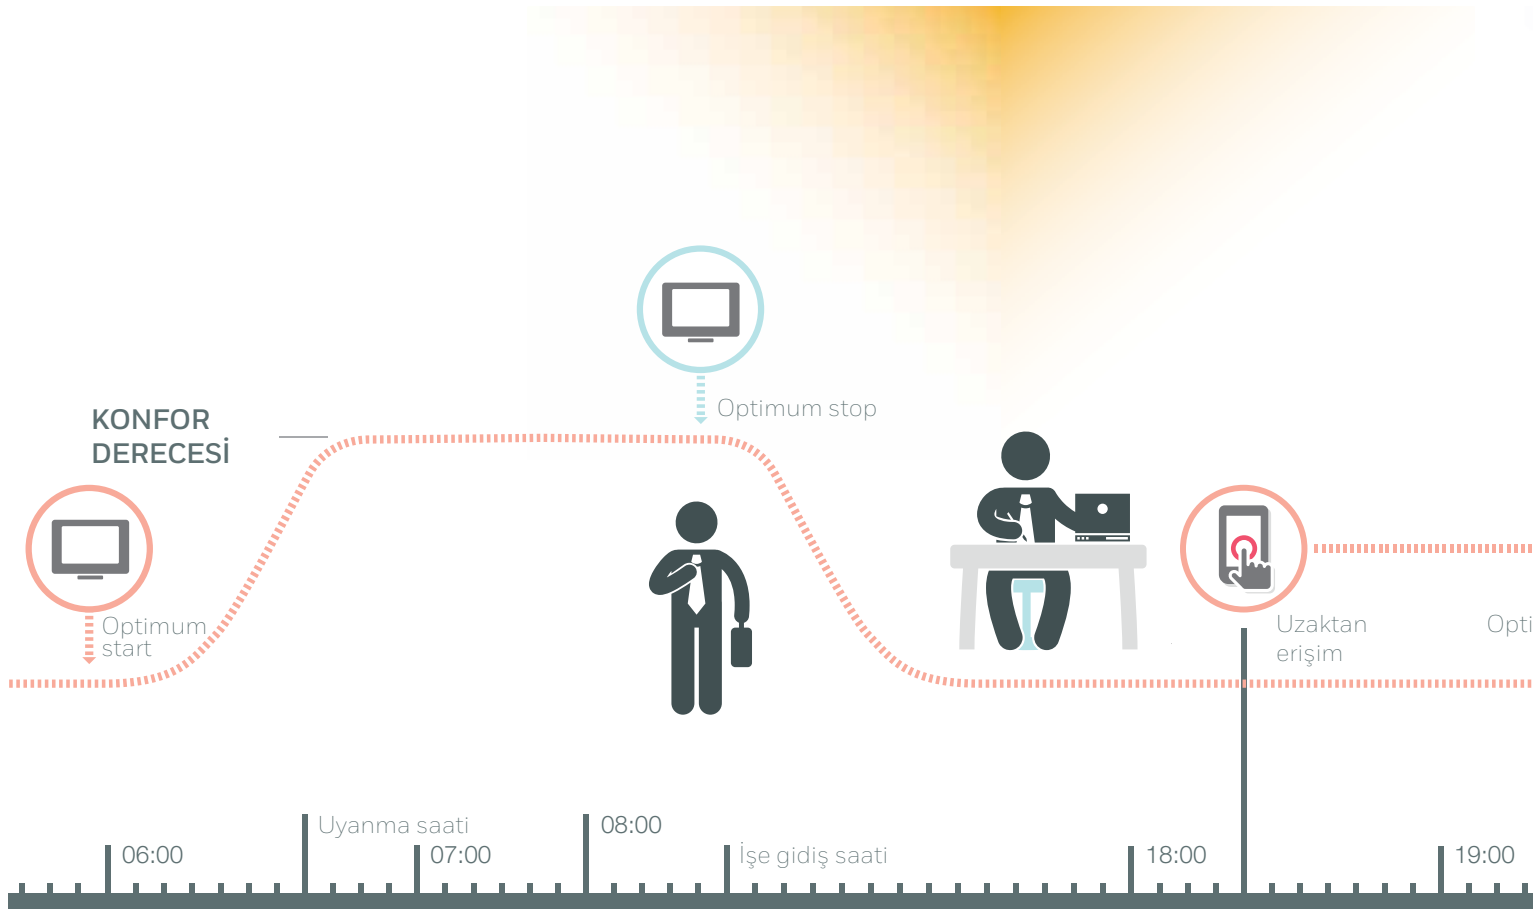 Optimum stop
KONFOR
DERECESİ
Optimum
start
Uzaktan
erişim
Opti
Uyanma saati
08:00
06:00
07:00
İşe gidiş saati
18:00
19:00